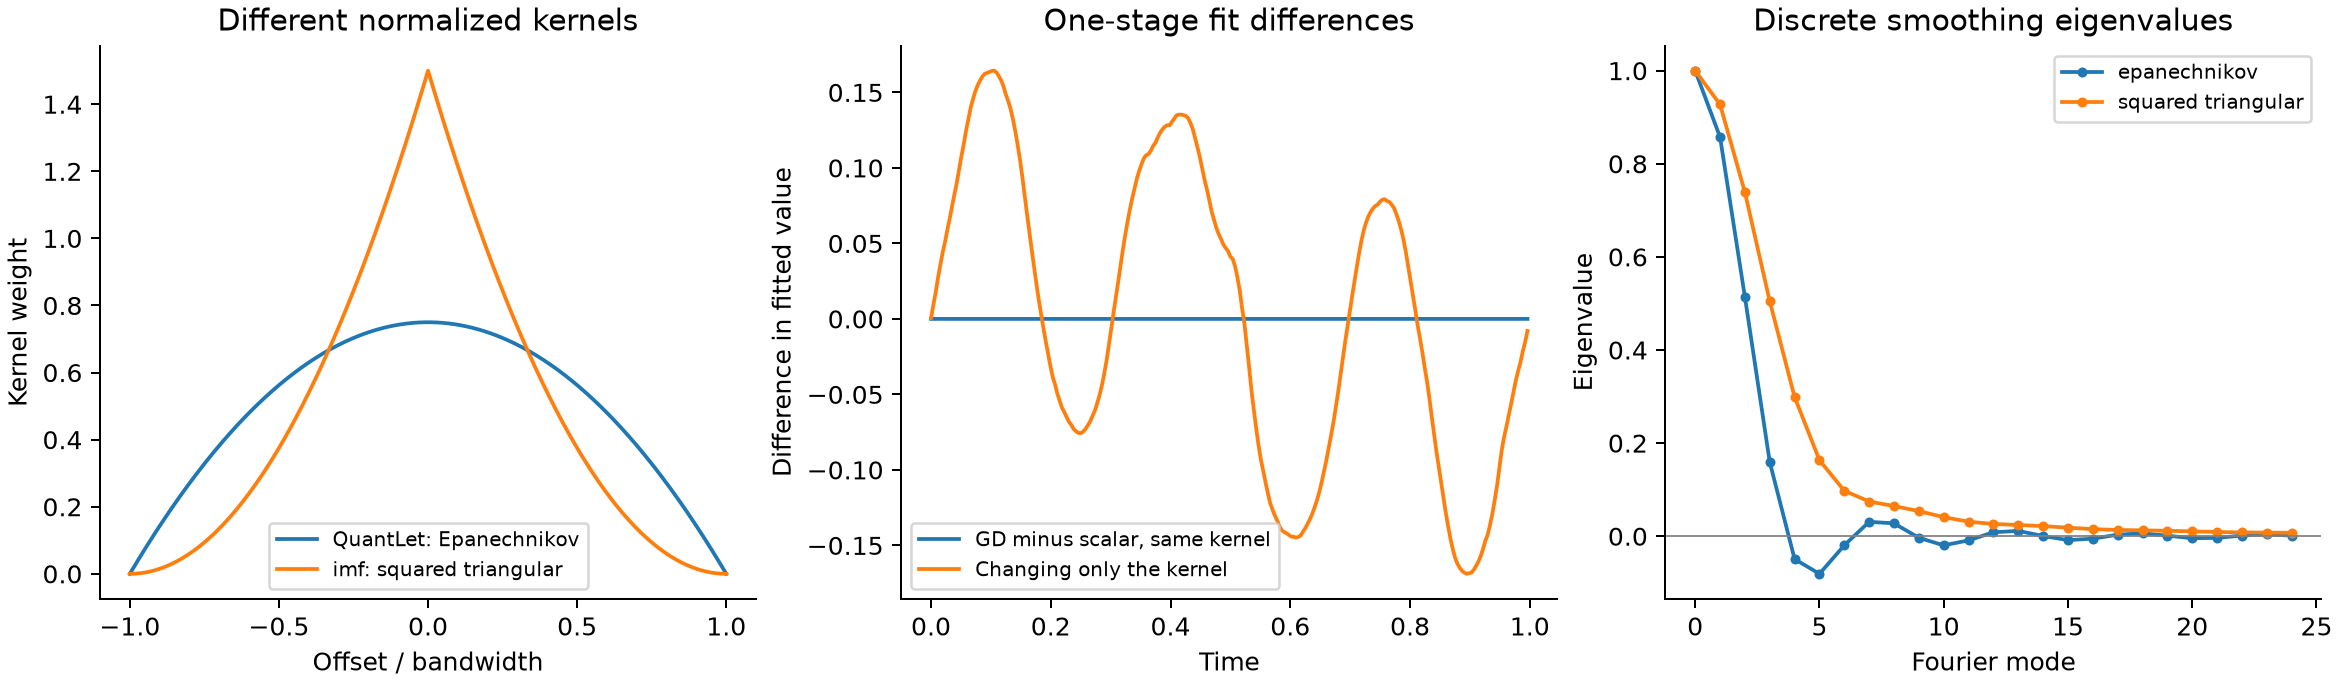 Different normalized kernels
Kernel weight
1.4
1.2
1.0
0.8
0.6
0.4
0.2
0.0
QuantLet: Epanechnikov
imf: squared triangular
−1.0 −0.5 0.0 0.5 1.0
Offset / bandwidth
One-stage fit differences
Difference in fitted value
0.15
0.10
0.05
0.00
−0.05
−0.10
−0.15
GD minus scalar, same kernel
Changing only the kernel
0.0 0.2 0.4 0.6 0.8 1.0
Time
Discrete smoothing eigenvalues
Eigenvalue
1.0
0.8
0.6
0.4
0.2
0.0
epanechnikov
squared triangular
0 5 10 15 20 25
Fourier mode